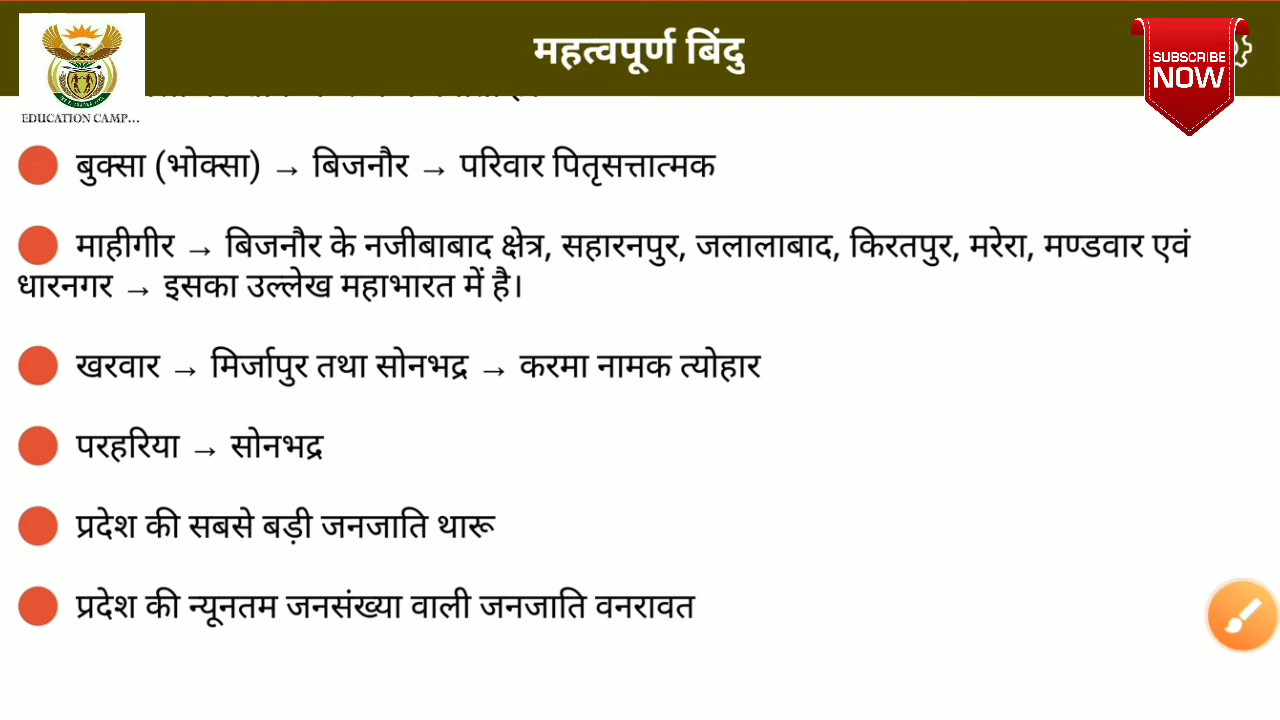 महत्वपूर्ण बिंदु
SUBSCRIBE
NOW
EDUCATION CAMP...
बुक्सा (भोक्सा) → बिजनौर → परिवार पितृसत्तात्मक
माहीगीर → बिजनौर के नजीबाबाद क्षेत्र, सहारनपुर, जलालाबाद, किरतपुर, मरेरा, मण्डवार एवं
धारनगर → इसका उल्लेख महाभारत में है।
खरवार → मिर्जापुर तथा सोनभद्र → करमा नामक त्योहार
परहरिया → सोनभद्र
प्रदेश की सबसे बड़ी जनजाति थारू
प्रदेश की न्यूनतम जनसंख्या वाली जनजाति वनरावत